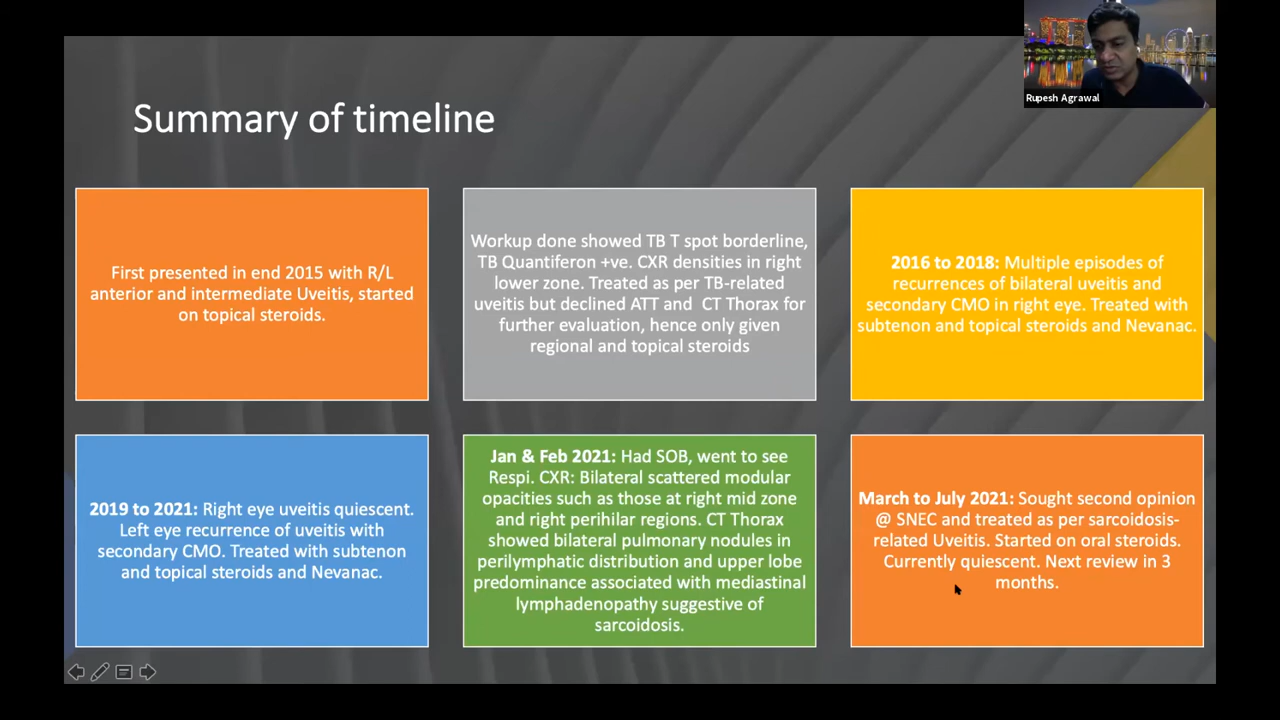 Rupesh Agrawal
Summary of timeline
First presented in end 2015 with R/L
anterior and intermediate Uveitis, started
on topical steroids.
Workup done showed TB T spot borderline,
TB Quantiferon +ve. CXR densities in right
lower zone. Treated as per TB-related
uveitis but declined ATT and CT Thorax for
further evaluation, hence only given
regional and topical steroids
2016 to 2018: Multiple episodes of
recurrences of bilateral uveitis and
secondary CMO in right eye. Treated with
subtenon and topical steroids and Nevanac.
2019 to 2021: Right eye uveitis quiescent.
Left eye recurrence of uveitis with
secondary CMO. Treated with subtenon
and topical steroids and Nevanac.
Jan & Feb 2021: Had SOB, went to see
Respi. CXR: Bilateral scattered modular
opacities such as those at right mid zone
and right perihilar regions. CT Thorax
showed bilateral pulmonary nodules in
perilymphatic distribution and upper lobe
predominance associated with mediastinal
lymphadenopathy suggestive of
sarcoidosis.
March to July 2021: Sought second opinion
@ SNEC and treated as per sarcoidosis-
related Uveitis. Started on oral steroids.
Currently quiescent. Next review in 3
months.